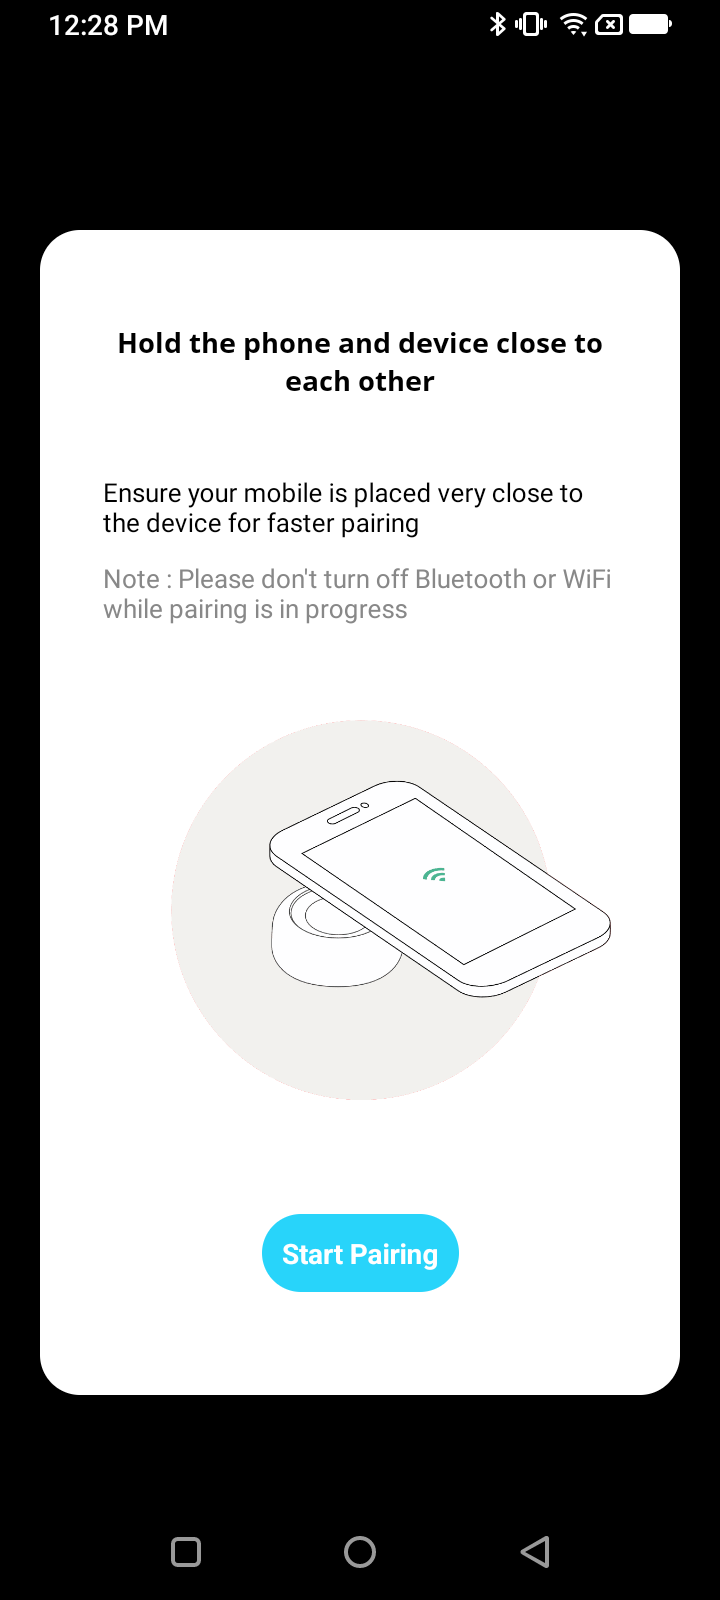 12:28 PM
Hold the phone and device close to
each other
Ensure your mobile is placed very close to
the device for faster pairing
Note : Please don't turn off Bluetooth or WiFi
while pairing is in progress
Start Pairing